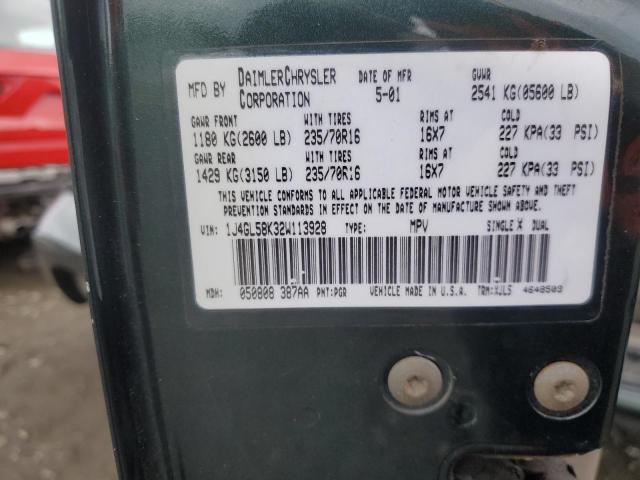 MFD BY DAIMLERCHRYSLER CORPORATION DATE OF MFR 5-01 GVWR 2541 KG(05600 LB)
GAWR FRONT WITH TIRES RIMS AT COLD
1180 KG(2600 LB) 235/70R16 16X7 227 KPA(33 PSI)
GAWR REAR WITH TIRES RIMS AT COLD
1429 KG(3150 LB) 235/70R16 16X7 227 KPA(33 PSI)
THIS VEHICLE CONFORMS TO ALL APPLICABLE FEDERAL MOTOR VEHICLE SAFETY AND THEFT
PREVENTION STANDARDS IN EFFECT ON THE DATE OF MANUFACTURE SHOWN ABOVE.
VIN: 1J4GL58K32W113928 TYPE: MPV SINGLE X DUAL
MDH: 050808 387AA PNT:PGR VEHICLE MADE IN U.S.A. TRM:XJL5 4648503